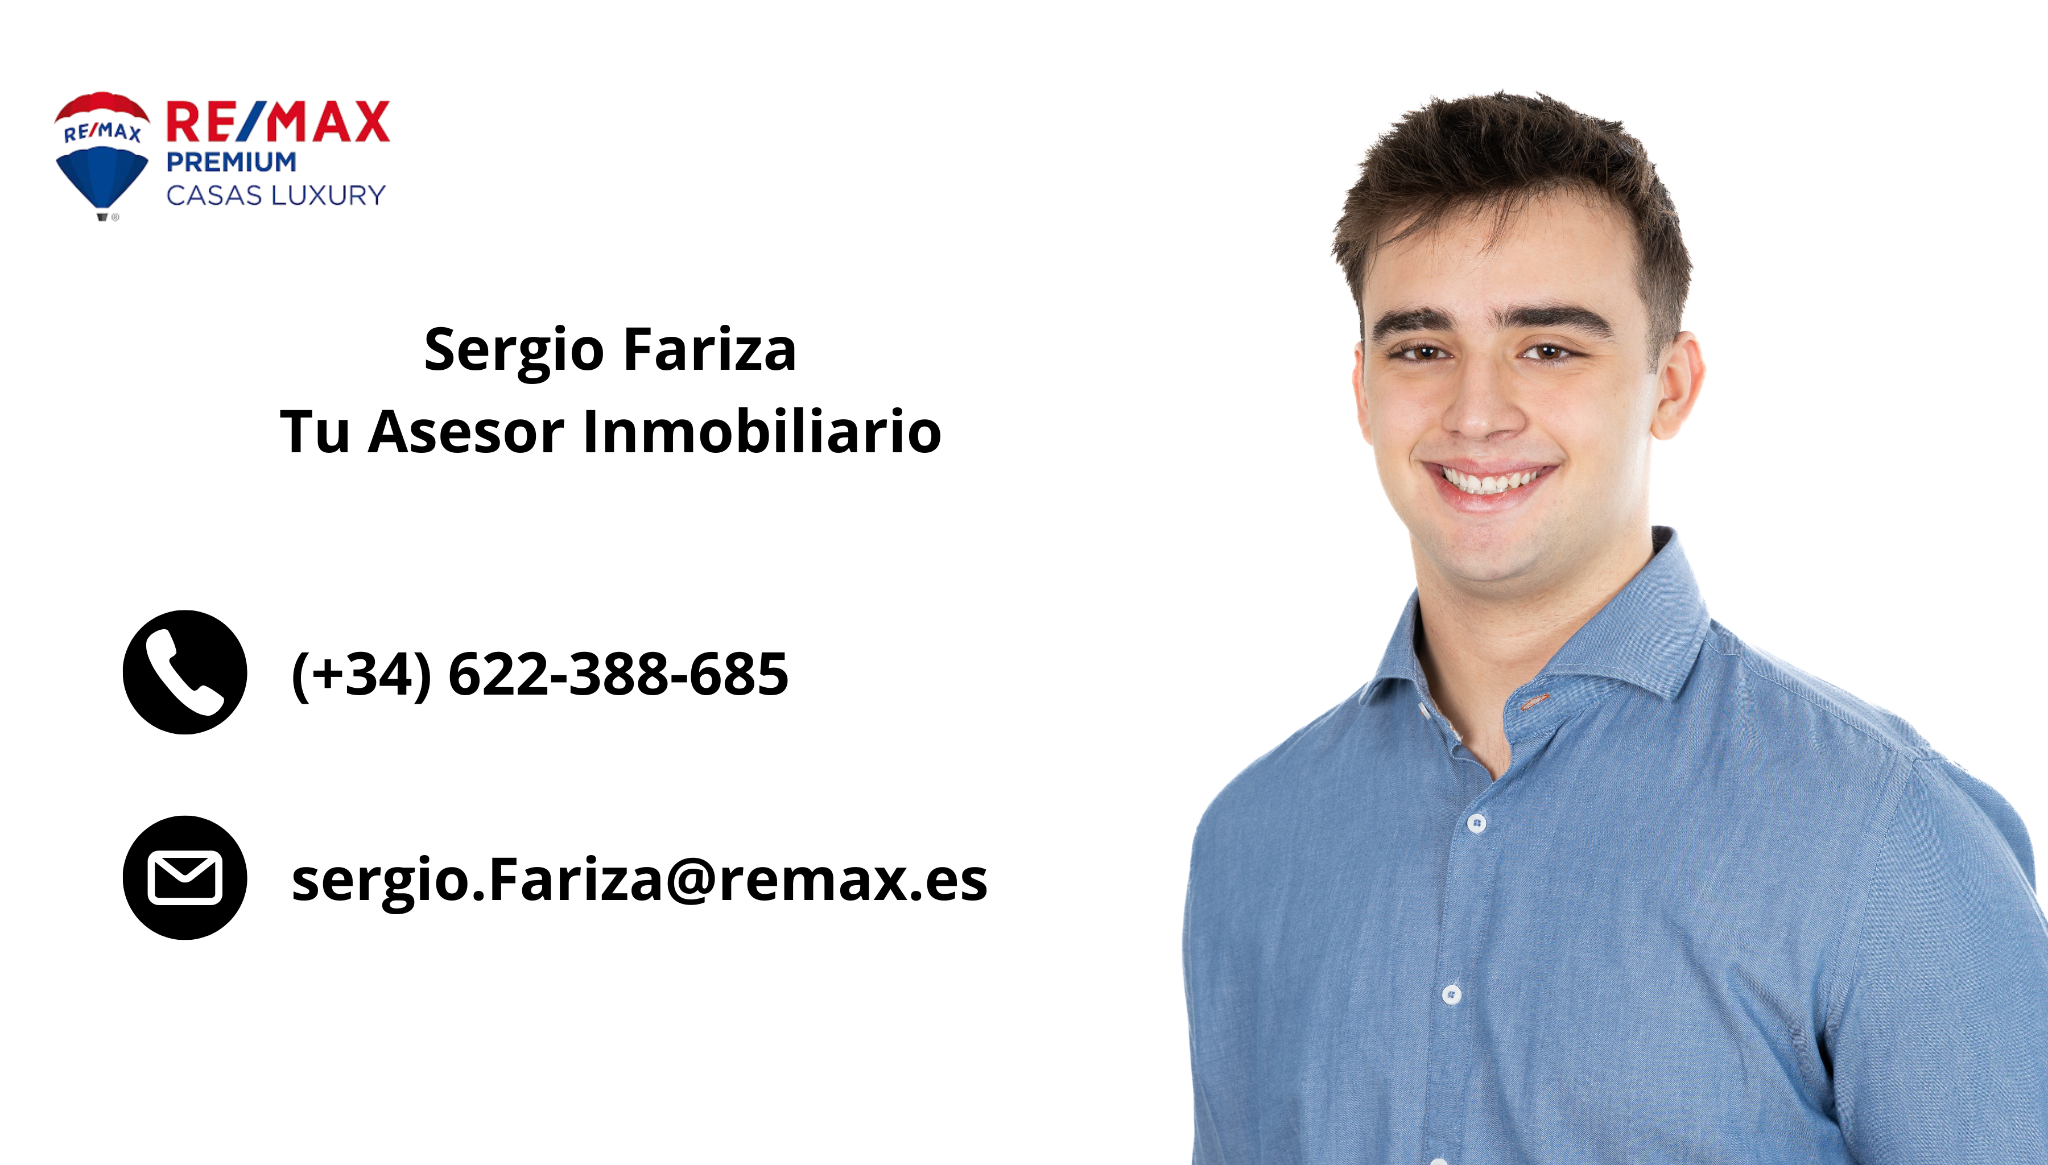 RE/MAX
RE/MAX
PREMIUM
CASAS LUXURY
®
Sergio Fariza
Tu Asesor Inmobiliario
(+34) 622-388-685
sergio.Fariza@remax.es